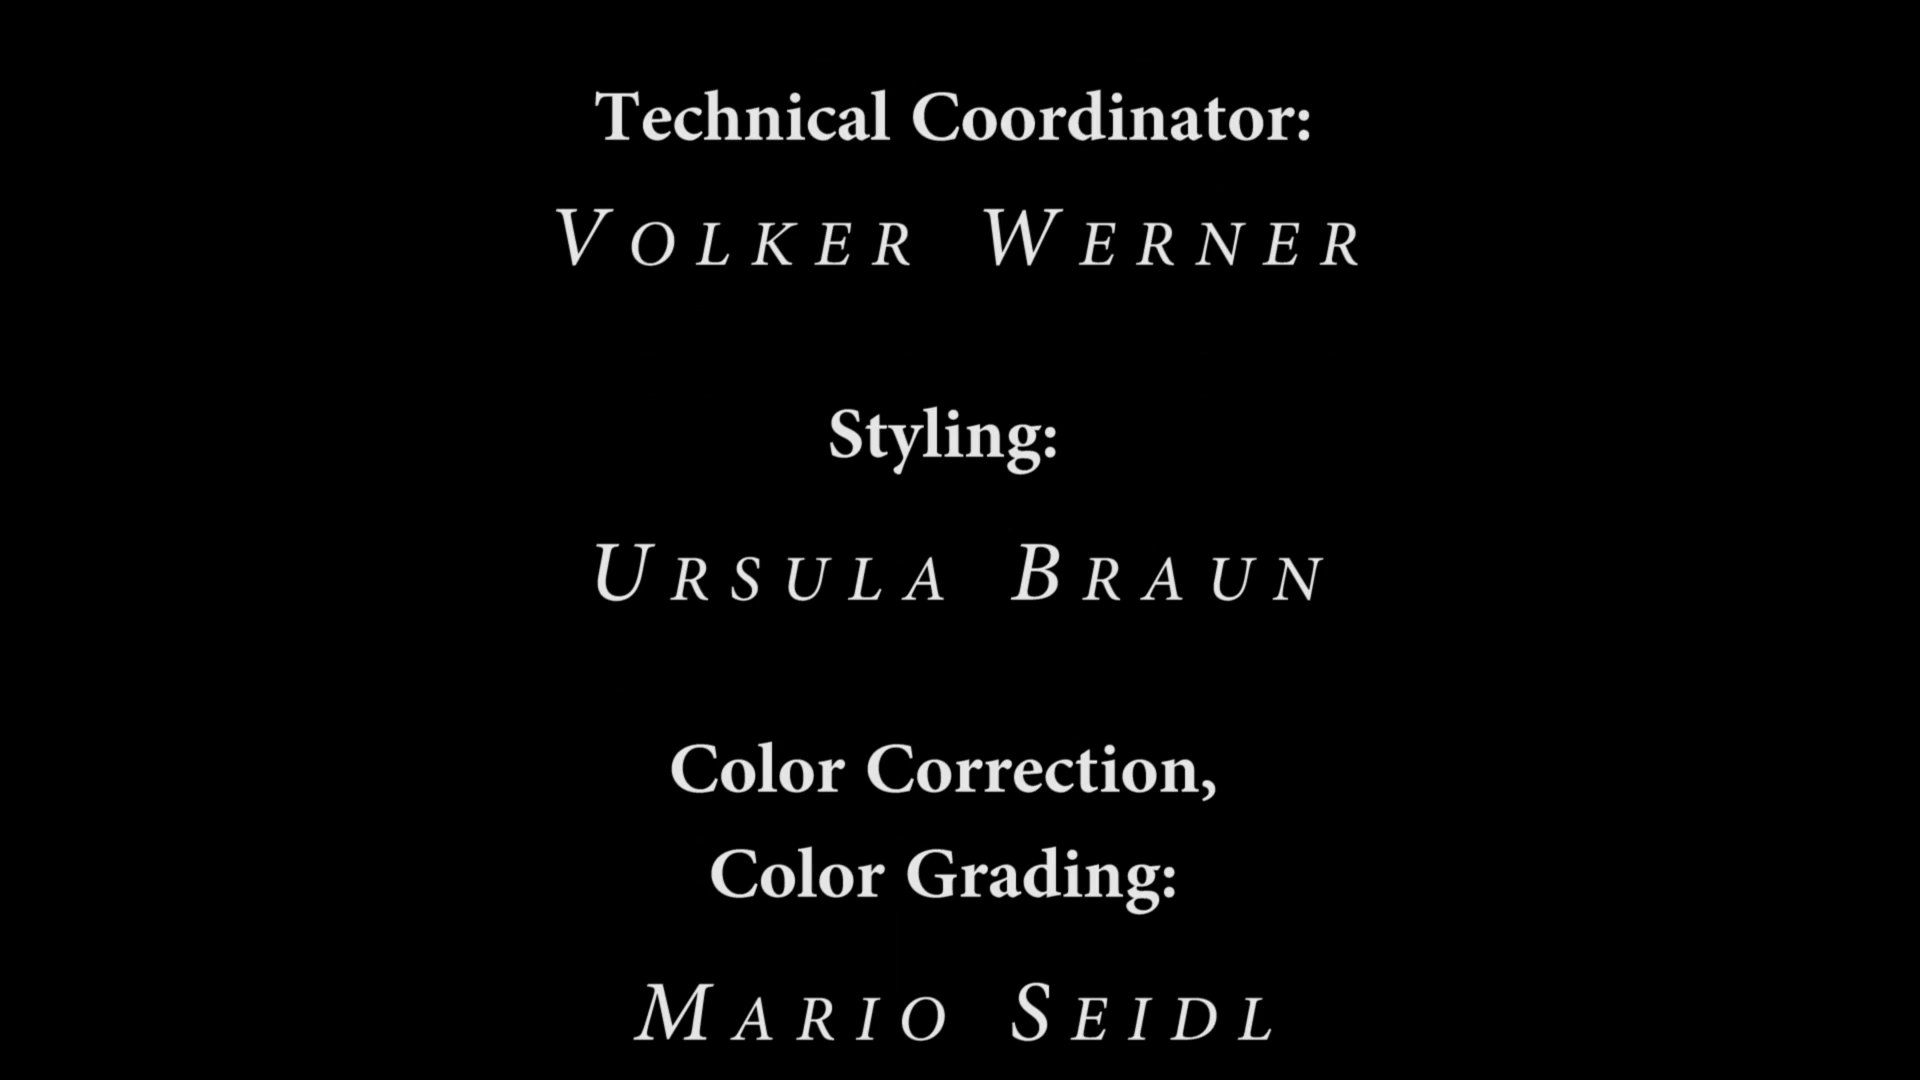 Technical Coordinator:
VOLKER WERNER
Styling:
URSULA BRAUN
Color Correction,
Color Grading:
MARIO SEIDL